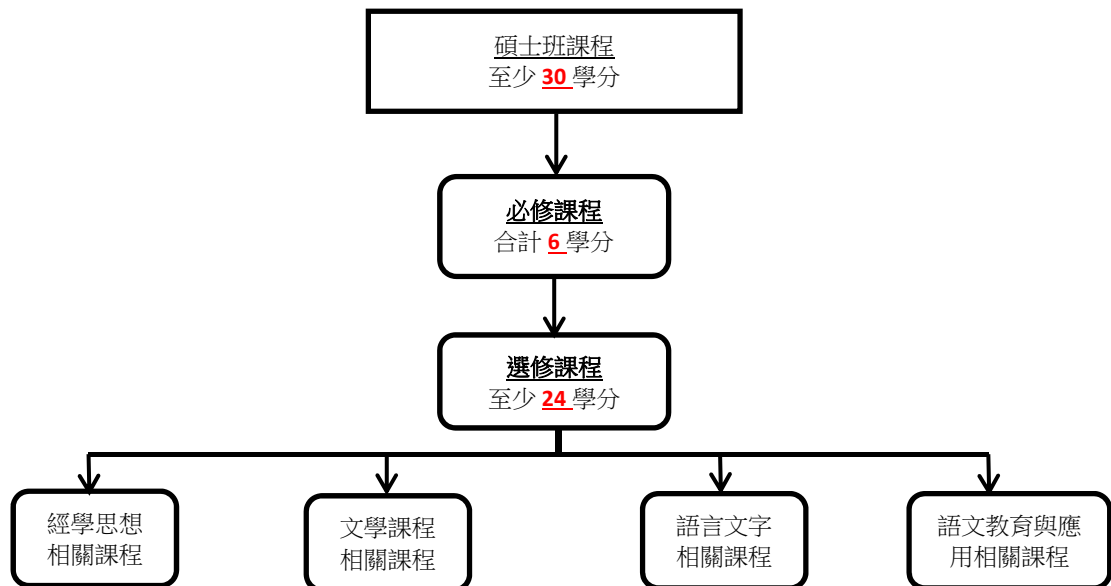 碩士班課程
至少 30 學分
必修課程
合計 6 學分
選修課程
至少 24 學分
經學思想
相關課程
文學課程
相關課程
語言文字
相關課程
語文教育與應
用相關課程